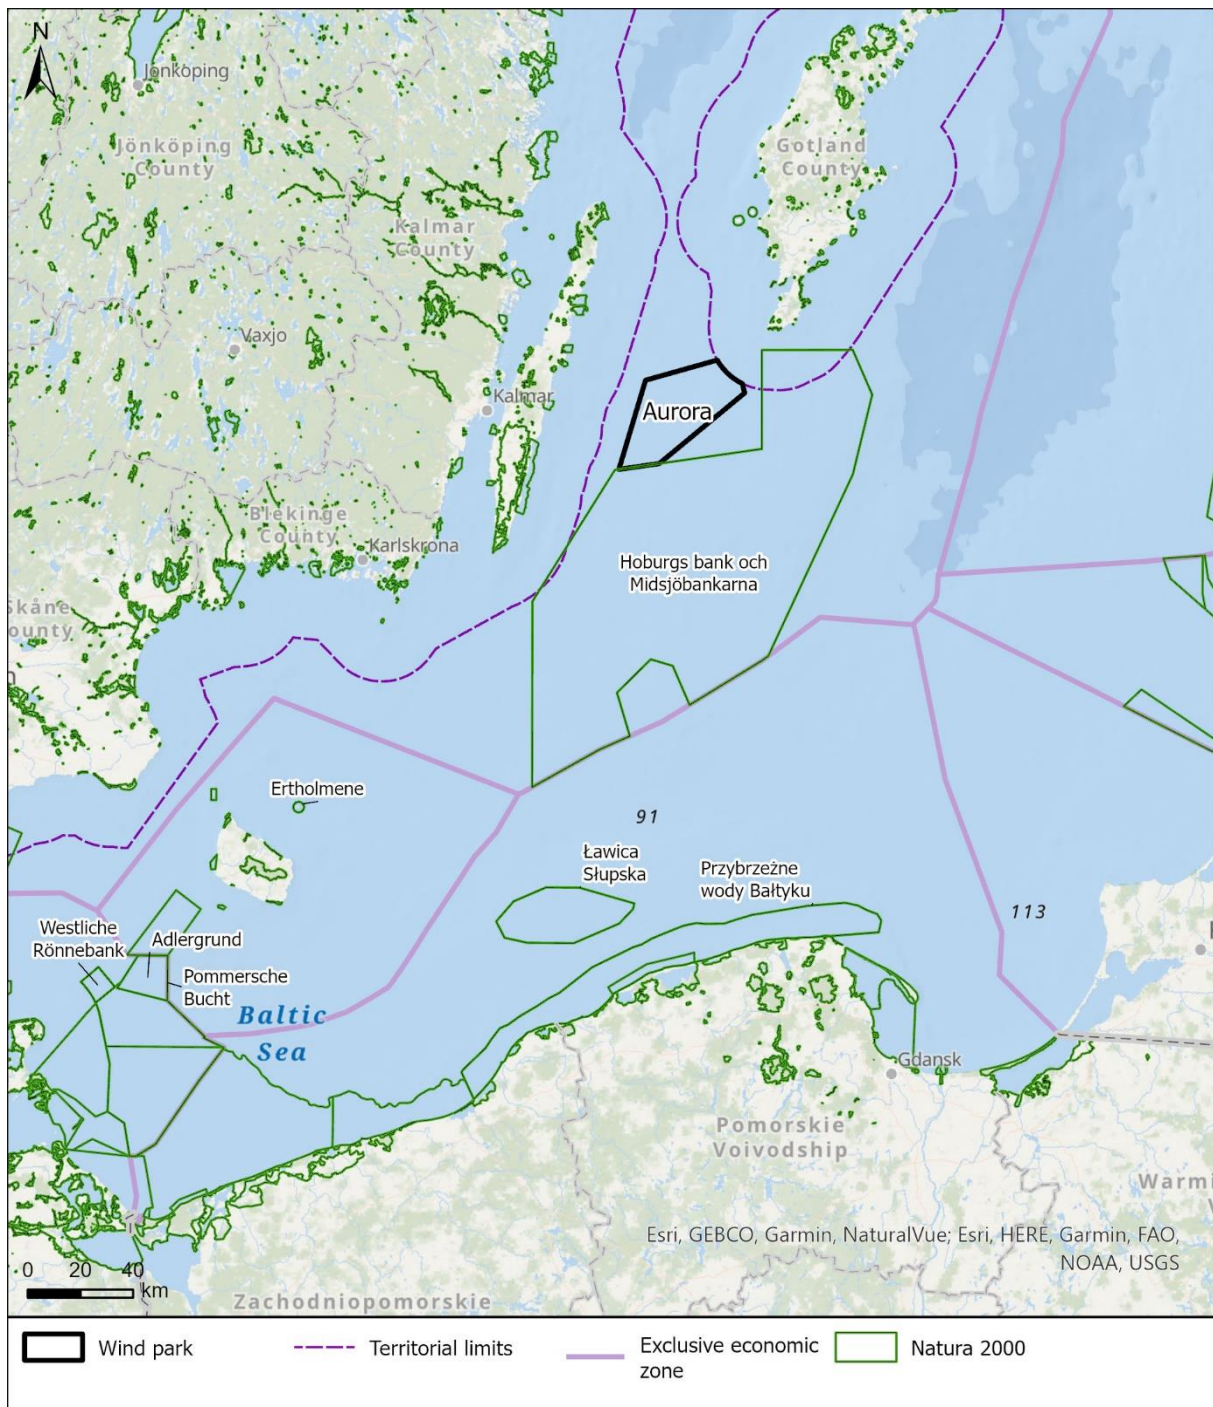 N
Jönköping
Jönköping
County
Gotland
County
Kalmar
County
Vaxjo
Kalmar
Aurora
Blekinge
County
Karlskrona
Hoburgs bank och
Midsjöbankarna
Skåne
ounty
n
Ertholmene
91
Ławica
Słupska
Przybrzeżne
wody Bałtyku
113
Westliche
Rönnebank
Adlergrund
Pommersche
Bucht
Baltic
Sea
Gdansk
Pomorskie
Voivodship
Warmi
Esri, GEBCO, Garmin, NaturalVue; Esri, HERE, Garmin, FAO,
NOAA, USGS
0 20 40
km
Zachodniopomorskie
Wind park
Territorial limits
Exclusive economic
zone
Natura 2000